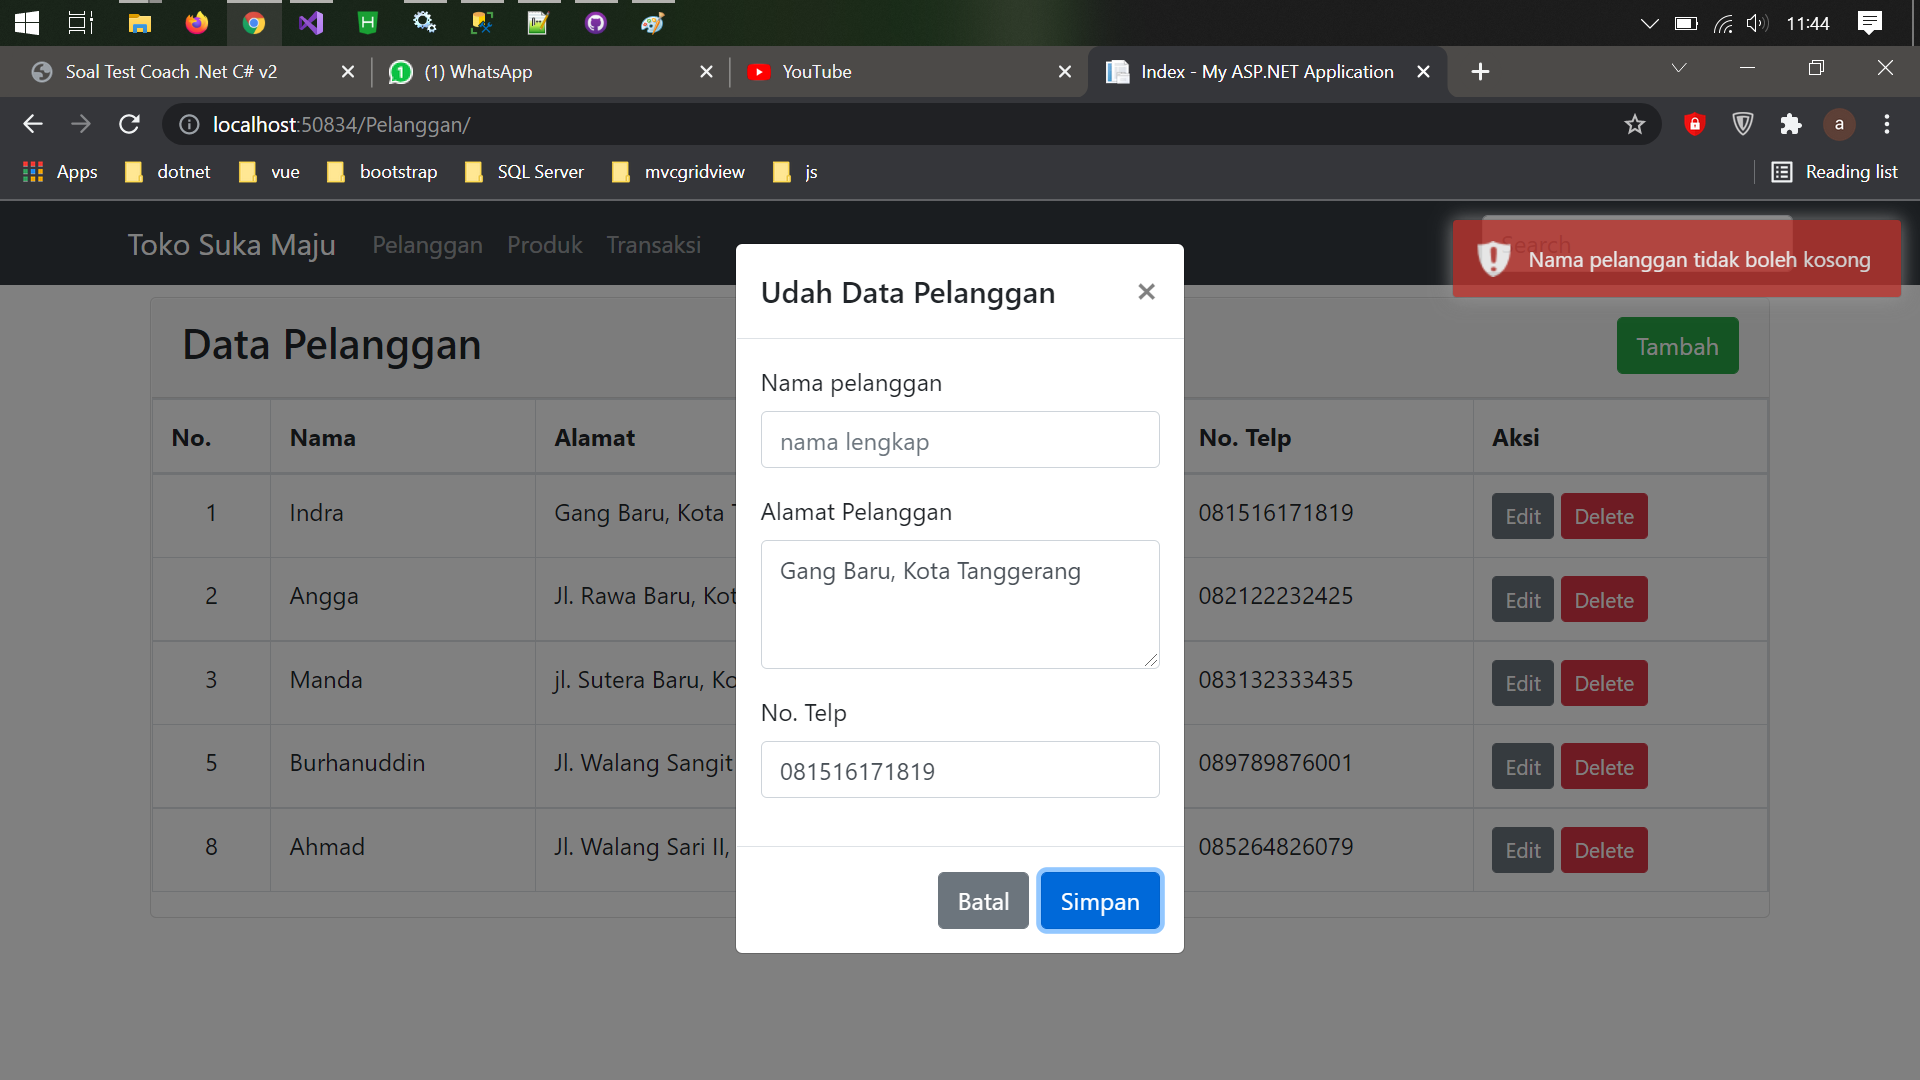 11:44
Soal Test Coach .Net C# v2
(1) WhatsApp
YouTube
Index - My ASP.NET Application
localhost:50834/Pelanggan/
a
Apps
dotnet
vue
bootstrap
SQL Server
mvcgridview
js
Reading list
Toko Suka Maju
Pelanggan
Produk
Transaksi
Search
Nama pelanggan tidak boleh kosong
Udah Data Pelanggan
Data Pelanggan
Tambah
Nama pelanggan
nama lengkap
Alamat Pelanggan
Gang Baru, Kota Tanggerang
No. Telp
081516171819
Batal
Simpan
No. Nama Alamat No. Telp Aksi
1 Indra Gang Baru, Kota 081516171819 Edit Delete
2 Angga Jl. Rawa Baru, Kot 082122232425 Edit Delete
3 Manda jl. Sutera Baru, Ko 083132333435 Edit Delete
5 Burhanuddin Jl. Walang Sangit 089789876001 Edit Delete
8 Ahmad Jl. Walang Sari II, 085264826079 Edit Delete